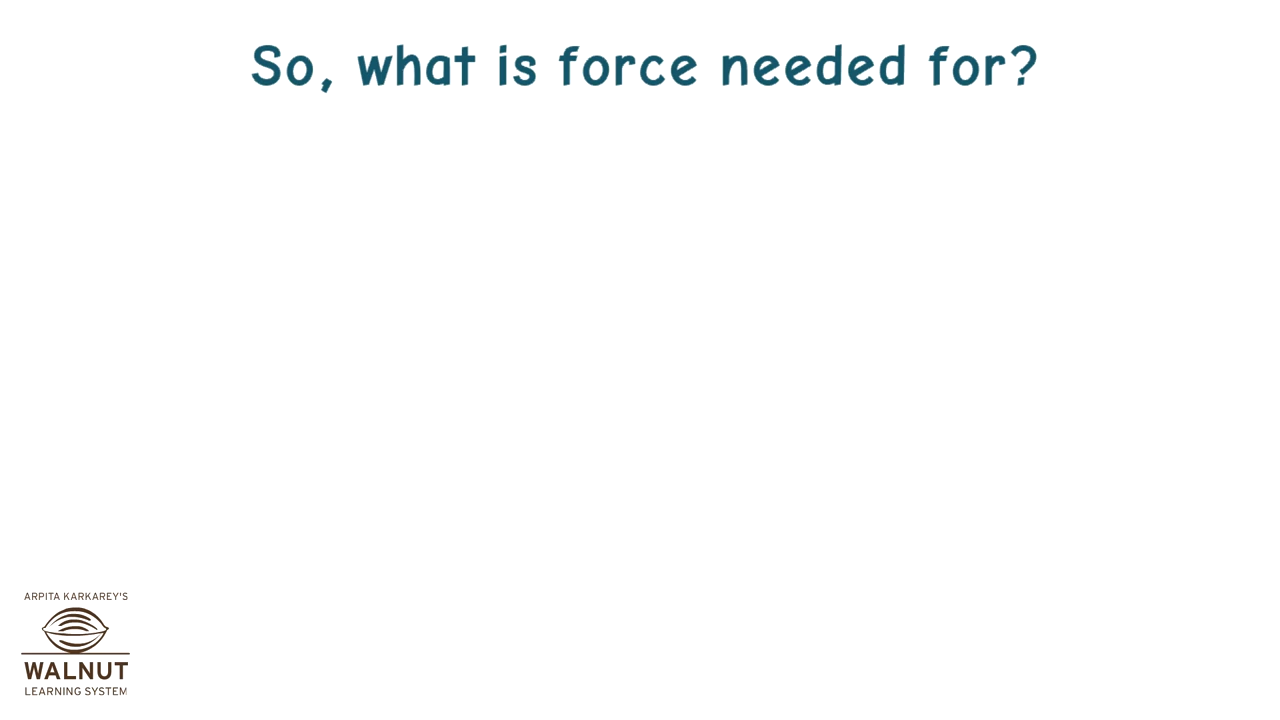 So, what is force needed for?
ARPITA KARKAREY'S
WALNUT
LEARNING SYSTEM